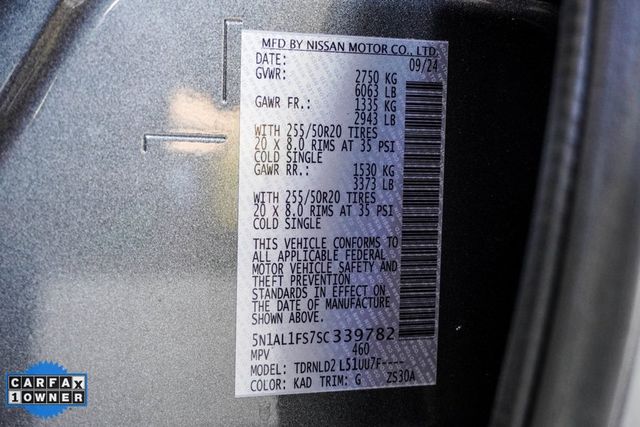 MFD BY NISSAN MOTOR CO., LTD.
DATE: 09/24
GVWR: 2750 KG
6063 LB
GAWR FR.: 1335 KG
2943 LB
WITH 255/50R20 TIRES
20 X 8.0 RIMS AT 35 PSI
COLD SINGLE
GAWR RR.: 1530 KG
3373 LB
WITH 255/50R20 TIRES
20 X 8.0 RIMS AT 35 PSI
COLD SINGLE
THIS VEHICLE CONFORMS TO
ALL APPLICABLE FEDERAL
MOTOR VEHICLE SAFETY AND
THEFT PREVENTION
STANDARDS IN EFFECT ON
THE DATE OF MANUFACTURE
SHOWN ABOVE.
5N1AL1FS7SC339782
MPV 460
MODEL: TDRNLD2 L51UU7F----
COLOR: KAD TRIM: G ZS30A
CARFAX
1 OWNER